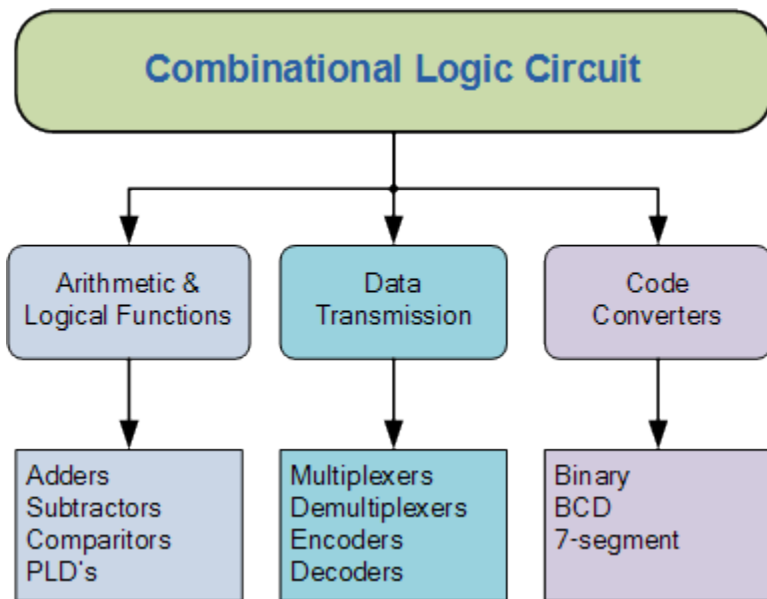 Combinational Logic Circuit
Arithmetic &
Logical Functions
Data
Transmission
Code
Converters
Adders
Subtractors
Comparitors
PLD's
Multiplexers
Demultiplexers
Encoders
Decoders
Binary
BCD
7-segment